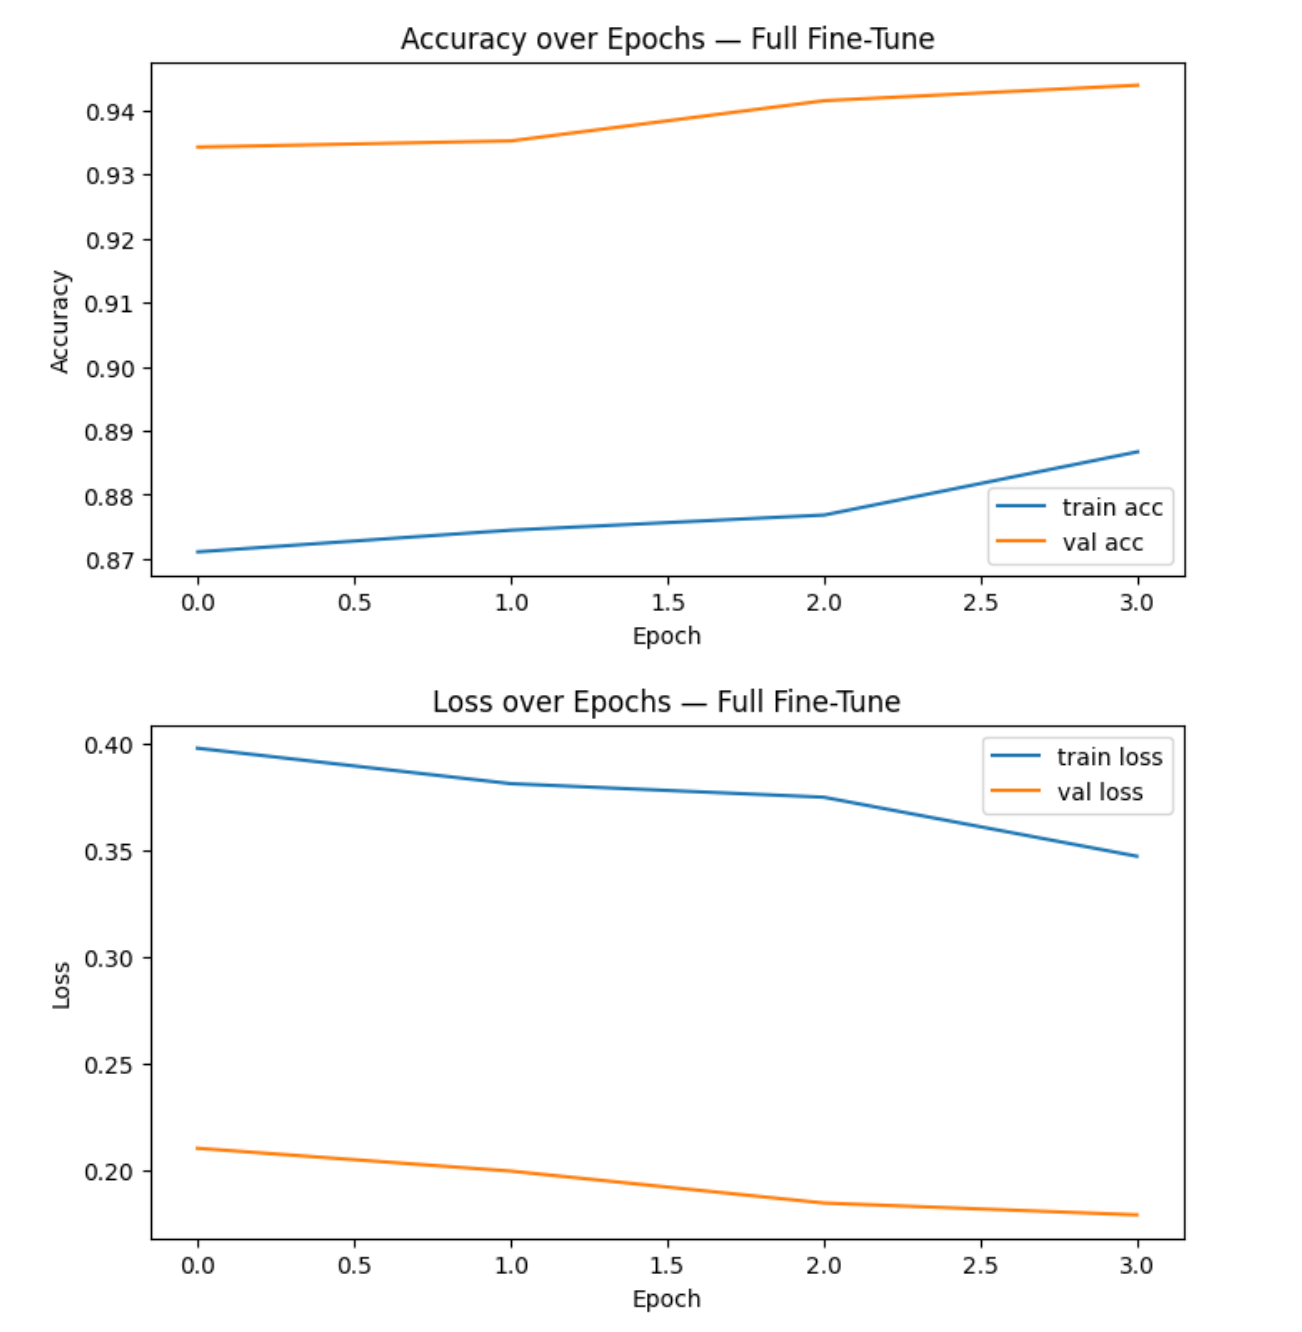 Accuracy over Epochs — Full Fine-Tune
0.94
0.93
0.92
0.91
0.90
0.89
0.88
0.87
Accuracy
train acc
val acc
0.0 0.5 1.0 1.5 2.0 2.5 3.0
Epoch
Loss over Epochs — Full Fine-Tune
0.40
0.35
0.30
0.25
0.20
Loss
train loss
val loss
0.0 0.5 1.0 1.5 2.0 2.5 3.0
Epoch